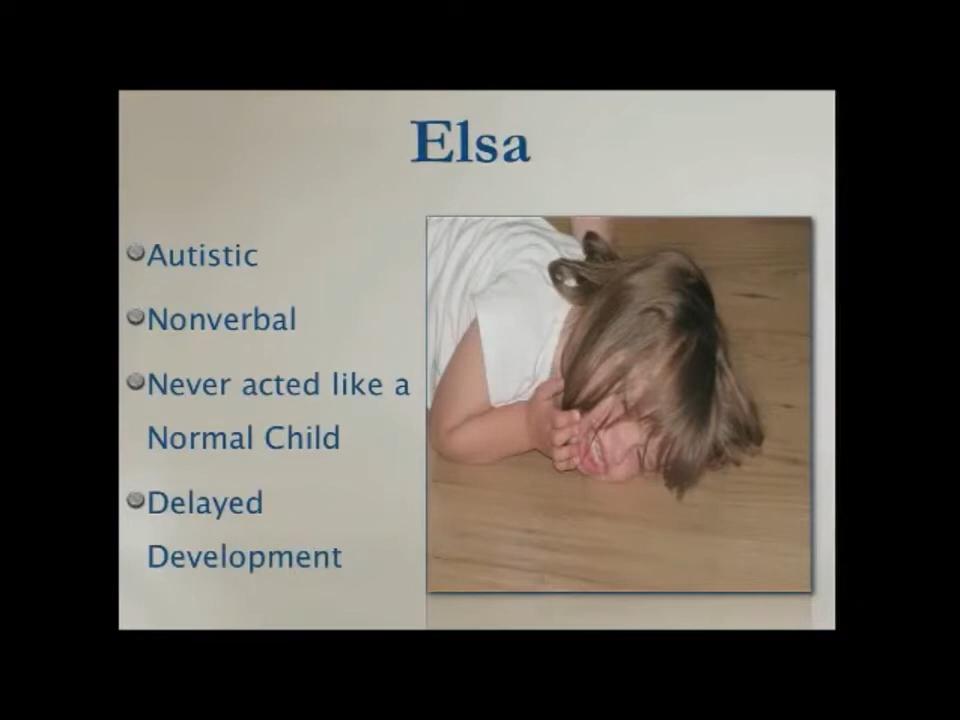 Elsa
Autistic
Nonverbal
Never acted like a
Normal Child
Delayed
Development